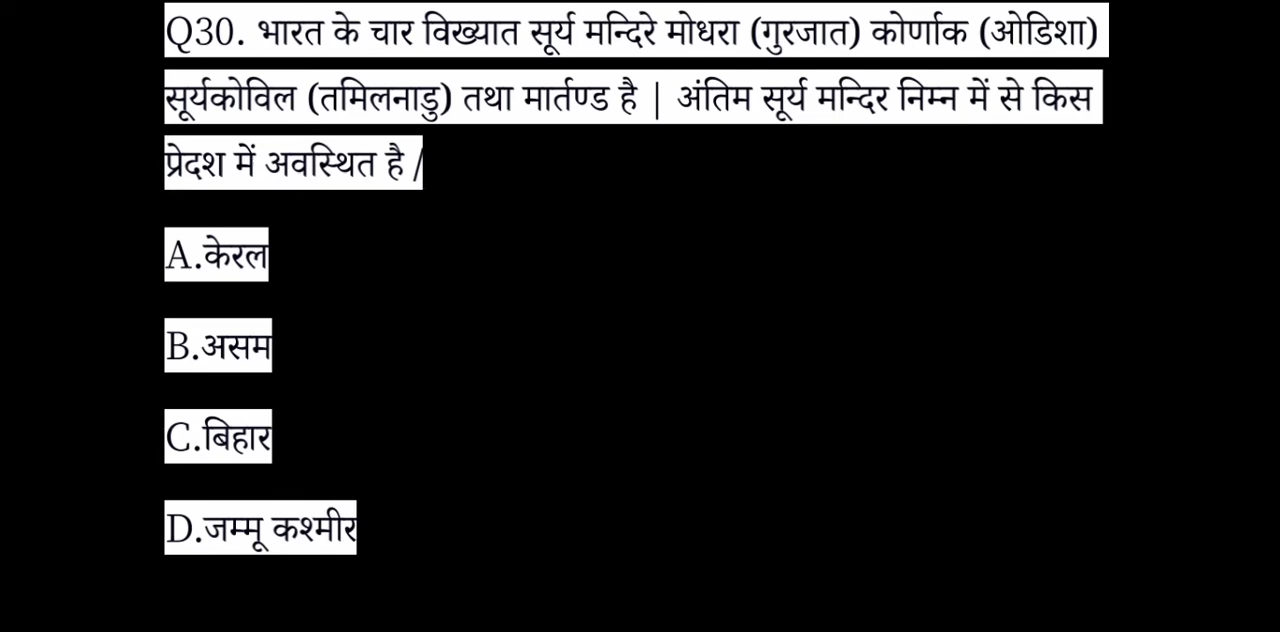 Q30. भारत के चार विख्यात सूर्य मन्दिरे मोधरा (गुरजात) कोर्णाक (ओडिशा)
सूर्यकोविल (तमिलनाडु) तथा मार्तण्ड है | अंतिम सूर्य मन्दिर निम्न में से किस
प्रेदश में अवस्थित है /
A.केरल
B.असम
C.बिहार
D.जम्मू कश्मीर